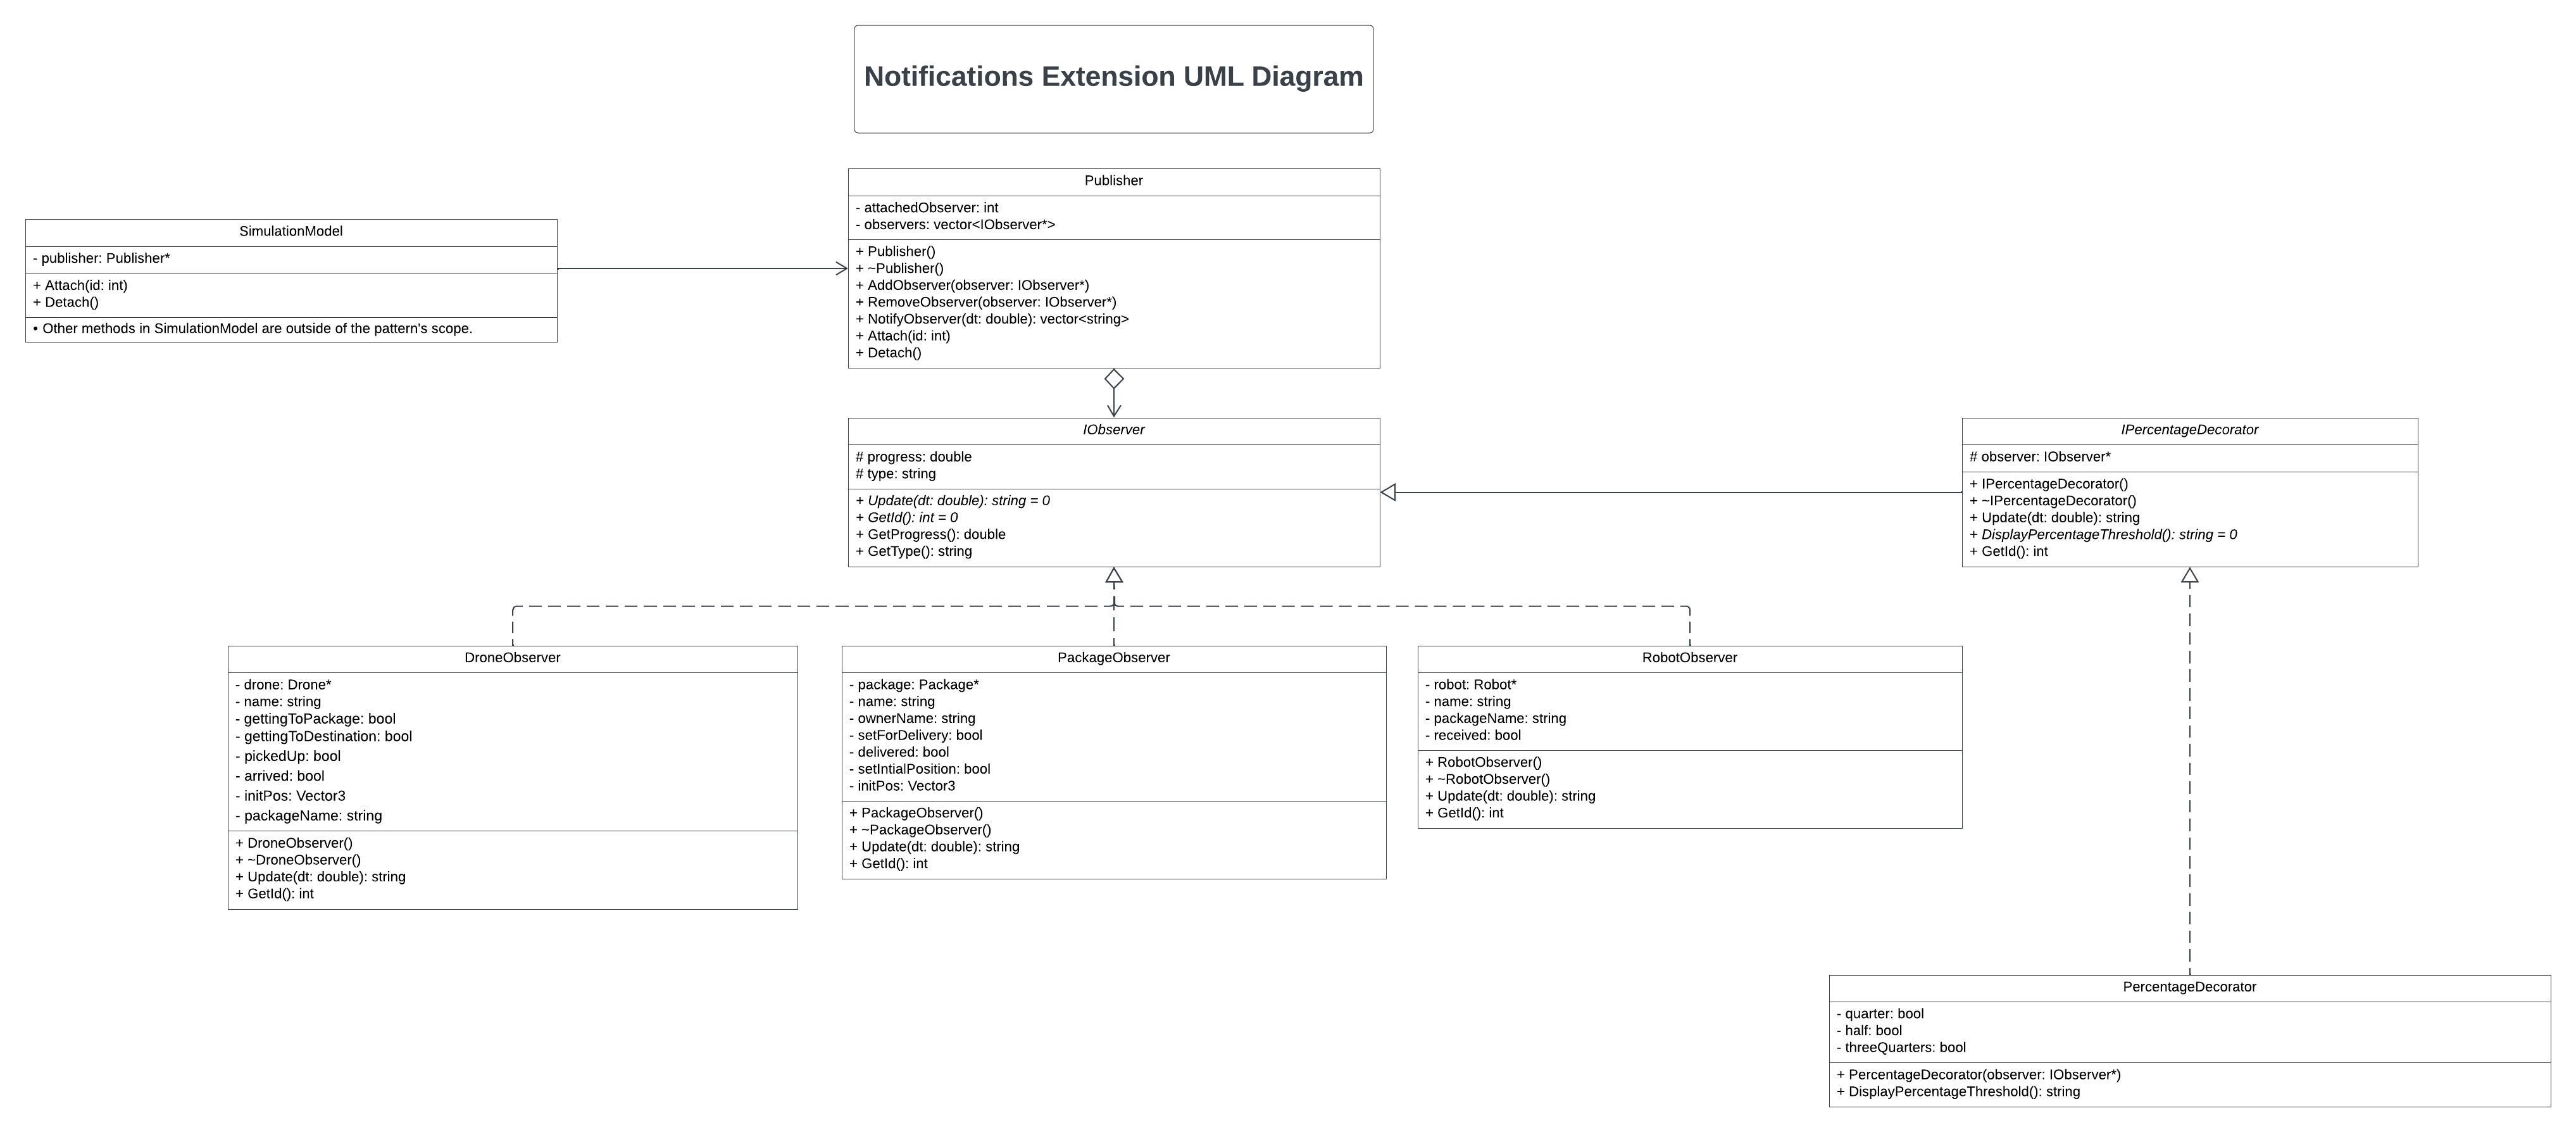 Notifications Extension UML Diagram
Publisher
- attachedObserver: int
- observers: vector<IObserver*>
+ Publisher()
+ ~Publisher()
+ AddObserver(observer: IObserver*)
+ RemoveObserver(observer: IObserver*)
+ NotifyObserver(dt: double): vector<string>
+ Attach(id: int)
+ Detach()
SimulationModel
- publisher: Publisher*
+ Attach(id: int)
+ Detach()
• Other methods in SimulationModel are outside of the pattern's scope.
IObserver
# progress: double
# type: string
+ Update(dt: double): string = 0
+ GetId(): int = 0
+ GetProgress(): double
+ GetType(): string
IPercentageDecorator
# observer: IObserver*
+ IPercentageDecorator()
+ ~IPercentageDecorator()
+ Update(dt: double): string
+ DisplayPercentageThreshold(): string = 0
+ GetId(): int
DroneObserver
- drone: Drone*
- name: string
- gettingToPackage: bool
- gettingToDestination: bool
- pickedUp: bool
- arrived: bool
- initPos: Vector3
- packageName: string
+ DroneObserver()
+ ~DroneObserver()
+ Update(dt: double): string
+ GetId(): int
PackageObserver
- package: Package*
- name: string
- ownerName: string
- setForDelivery: bool
- delivered: bool
- setIntialPosition: bool
- initPos: Vector3
+ PackageObserver()
+ ~PackageObserver()
+ Update(dt: double): string
+ GetId(): int
RobotObserver
- robot: Robot*
- name: string
- packageName: string
- received: bool
+ RobotObserver()
+ ~RobotObserver()
+ Update(dt: double): string
+ GetId(): int
PercentageDecorator
- quarter: bool
- half: bool
- threeQuarters: bool
+ PercentageDecorator(observer: IObserver*)
+ DisplayPercentageThreshold(): string